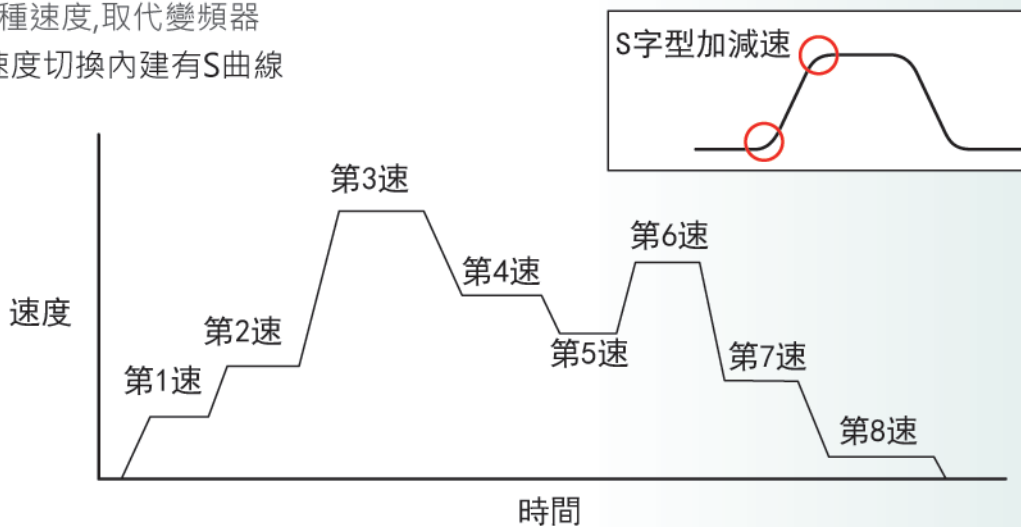 種速度,取代變頻器
速度切換內建有S曲線
S字型加減速
第3速
第6速
第4速
速度
第2速
第5速
第7速
第1速
第8速
時間